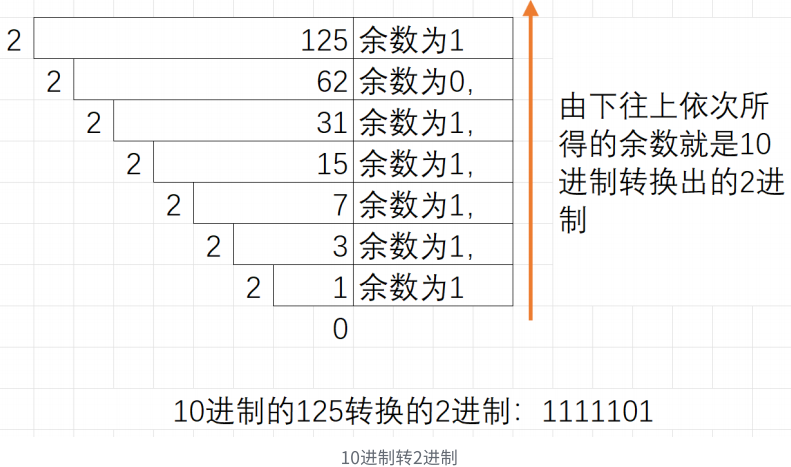 2 125 余数为1
2 62 余数为0,
2 31 余数为1,
2 15 余数为1,
2 7 余数为1,
2 3 余数为1,
2 1 余数为1
0
由下往上依次所
得的余数就是10
进制转换出的2进
制
10进制的125转换的2进制：1111101
10进制转2进制